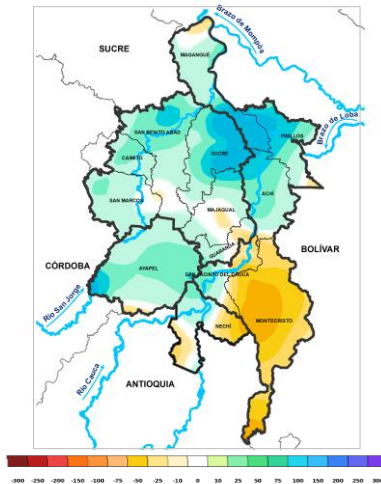 Brazo de Mompós
SUCRE
MAGANGUÉ
Brazo de Loba
SAN BENITO ABAD
PINILLOS
CAIMITO
SUCRE
ACHÍ
SAN MARCOS
MAJAGUAL
GUARANDA
BOLÍVAR
CÓRDOBA
AYAPEL
SAN JACINTO DEL CAUCA
Río San Jorge
NECHÍ
MONTECRISTO
Río Cauca
ANTIOQUIA
-300 -250 -200 -150 -100 -50 -25 -10 0 10 25 50 75 100 150 200 250 300